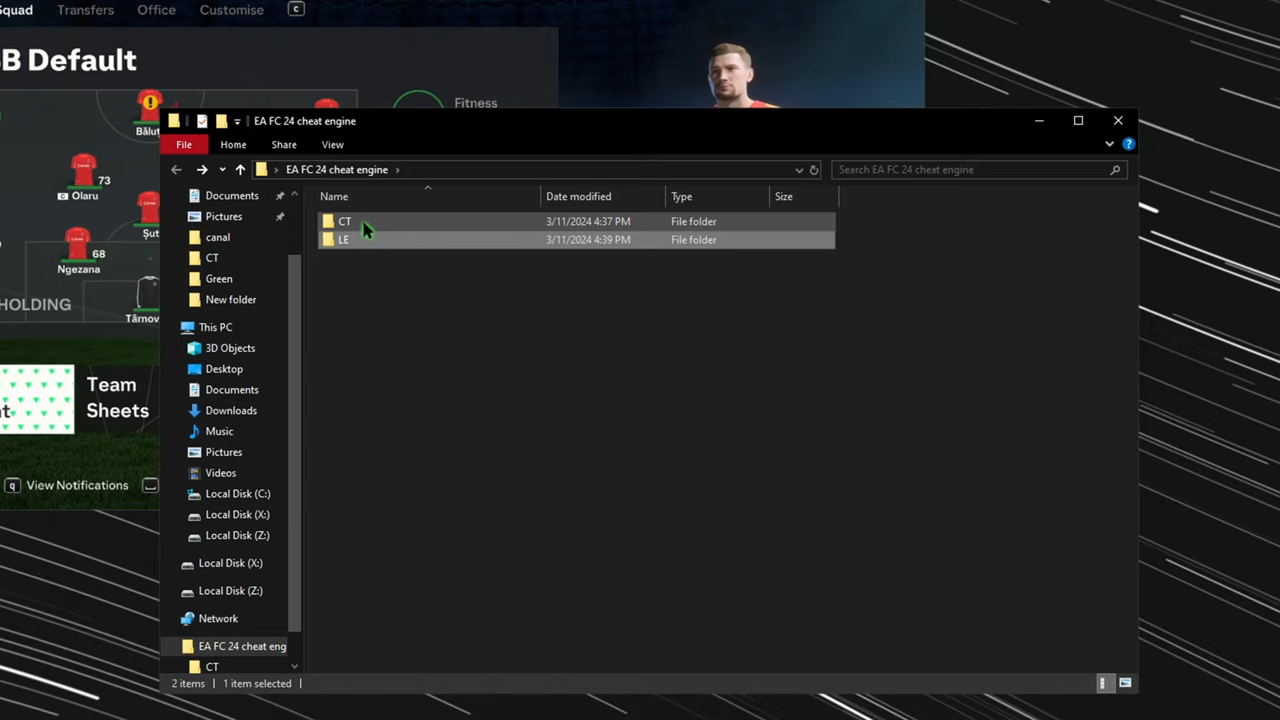 Squad Transfers Office Customise C
B Default
Fitness
Bălu
73
Olaru
Șut
68
Ngezana
HOLDING
Târnov
Team
Sheets
q View Notifications
EA FC 24 cheat engine
File Home Share View
EA FC 24 cheat engine
Search EA FC 24 cheat engine
Name Date modified Type Size
CT 3/11/2024 4:37 PM File folder
LE 3/11/2024 4:39 PM File folder
Documents
Pictures
canal
CT
Green
New folder
This PC
3D Objects
Desktop
Documents
Downloads
Music
Pictures
Videos
Local Disk (C:)
Local Disk (X:)
Local Disk (Z:)
Local Disk (X:)
Local Disk (Z:)
Network
EA FC 24 cheat eng
CT
2 items 1 item selected